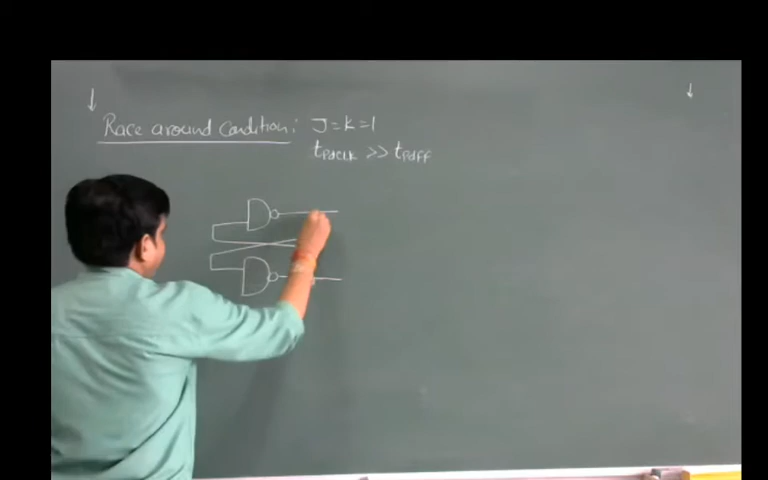 Race around Condition: J = K = 1
tpdclk >> tpdff